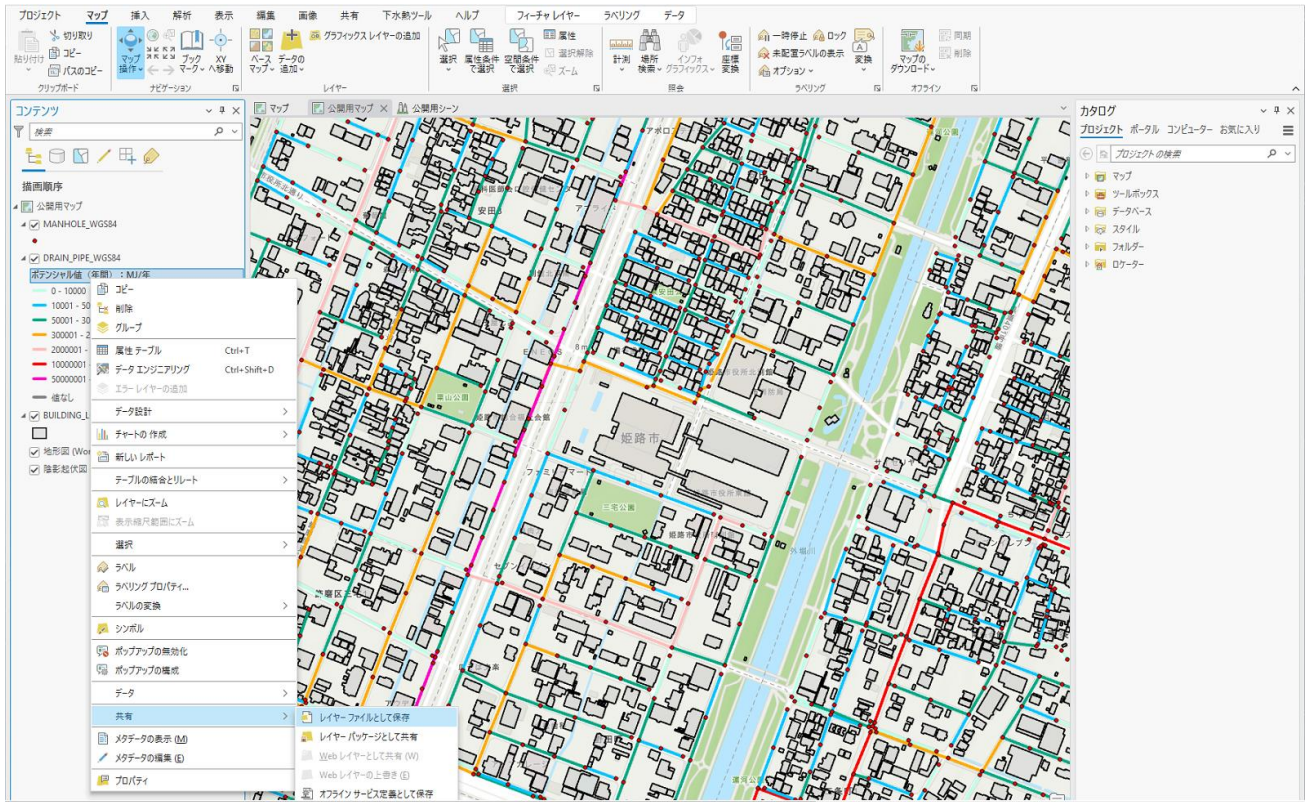 プロジェクト マップ 挿入 解析 表示 編集 画像 共有 下水熱ツール ヘルプ フィーチャ レイヤー ラベリング データ
貼り付け
切り取り
コピー
パスのコピー
クリップボード
マップ操作
ブックマーク
XYへ移動
ナビゲーション
ベースマップ
データの追加
グラフィックス レイヤーの追加
レイヤー
選択
属性条件で選択
空間条件で選択
属性
選択解除
ズーム
選択
計測
場所検索
インフォグラフィックス
座標変換
照会
一時停止 ロック
未配置ラベルの表示
オプション
変換
ラベリング
マップのダウンロード
同期
削除
オフライン
コンテンツ
検索
描画順序
公開用マップ
MANHOLE_WGS84
DRAIN_PIPE_WGS84
ポテンシャル値（年間）：MJ/年
0 - 10000
10001 - 50
50001 - 30
300001 - 2
2000001 -
10000001
50000001
値なし
BUILDING_L
地形図 (Wor
陰影起伏図
コピー
削除
グループ
属性 テーブル Ctrl+T
データ エンジニアリング Ctrl+Shift+D
エラー レイヤーの追加
データ設計
チャートの 作成
新しい レポート
テーブルの結合とリレート
レイヤーにズーム
表示縮尺範囲にズーム
選択
ラベル
ラベリング プロパティ...
ラベルの変換
シンボル
ポップアップの無効化
ポップアップの構成
データ
共有
メタデータの表示 (M)
メタデータの編集 (E)
プロパティ
レイヤー ファイルとして保存
レイヤー パッケージとして共有
Web レイヤーとして共有 (W)
Web レイヤーの上書き (E)
オフライン サービス定義として保存
マップ 公開用マップ 公開用シーン
安田3
栗山公園
ENEOS
8m
姫路市
三宅公園
外堀川
カタログ
プロジェクト ポータル コンピューター お気に入り
プロジェクトの検索
マップ
ツールボックス
データベース
スタイル
フォルダー
ロケーター